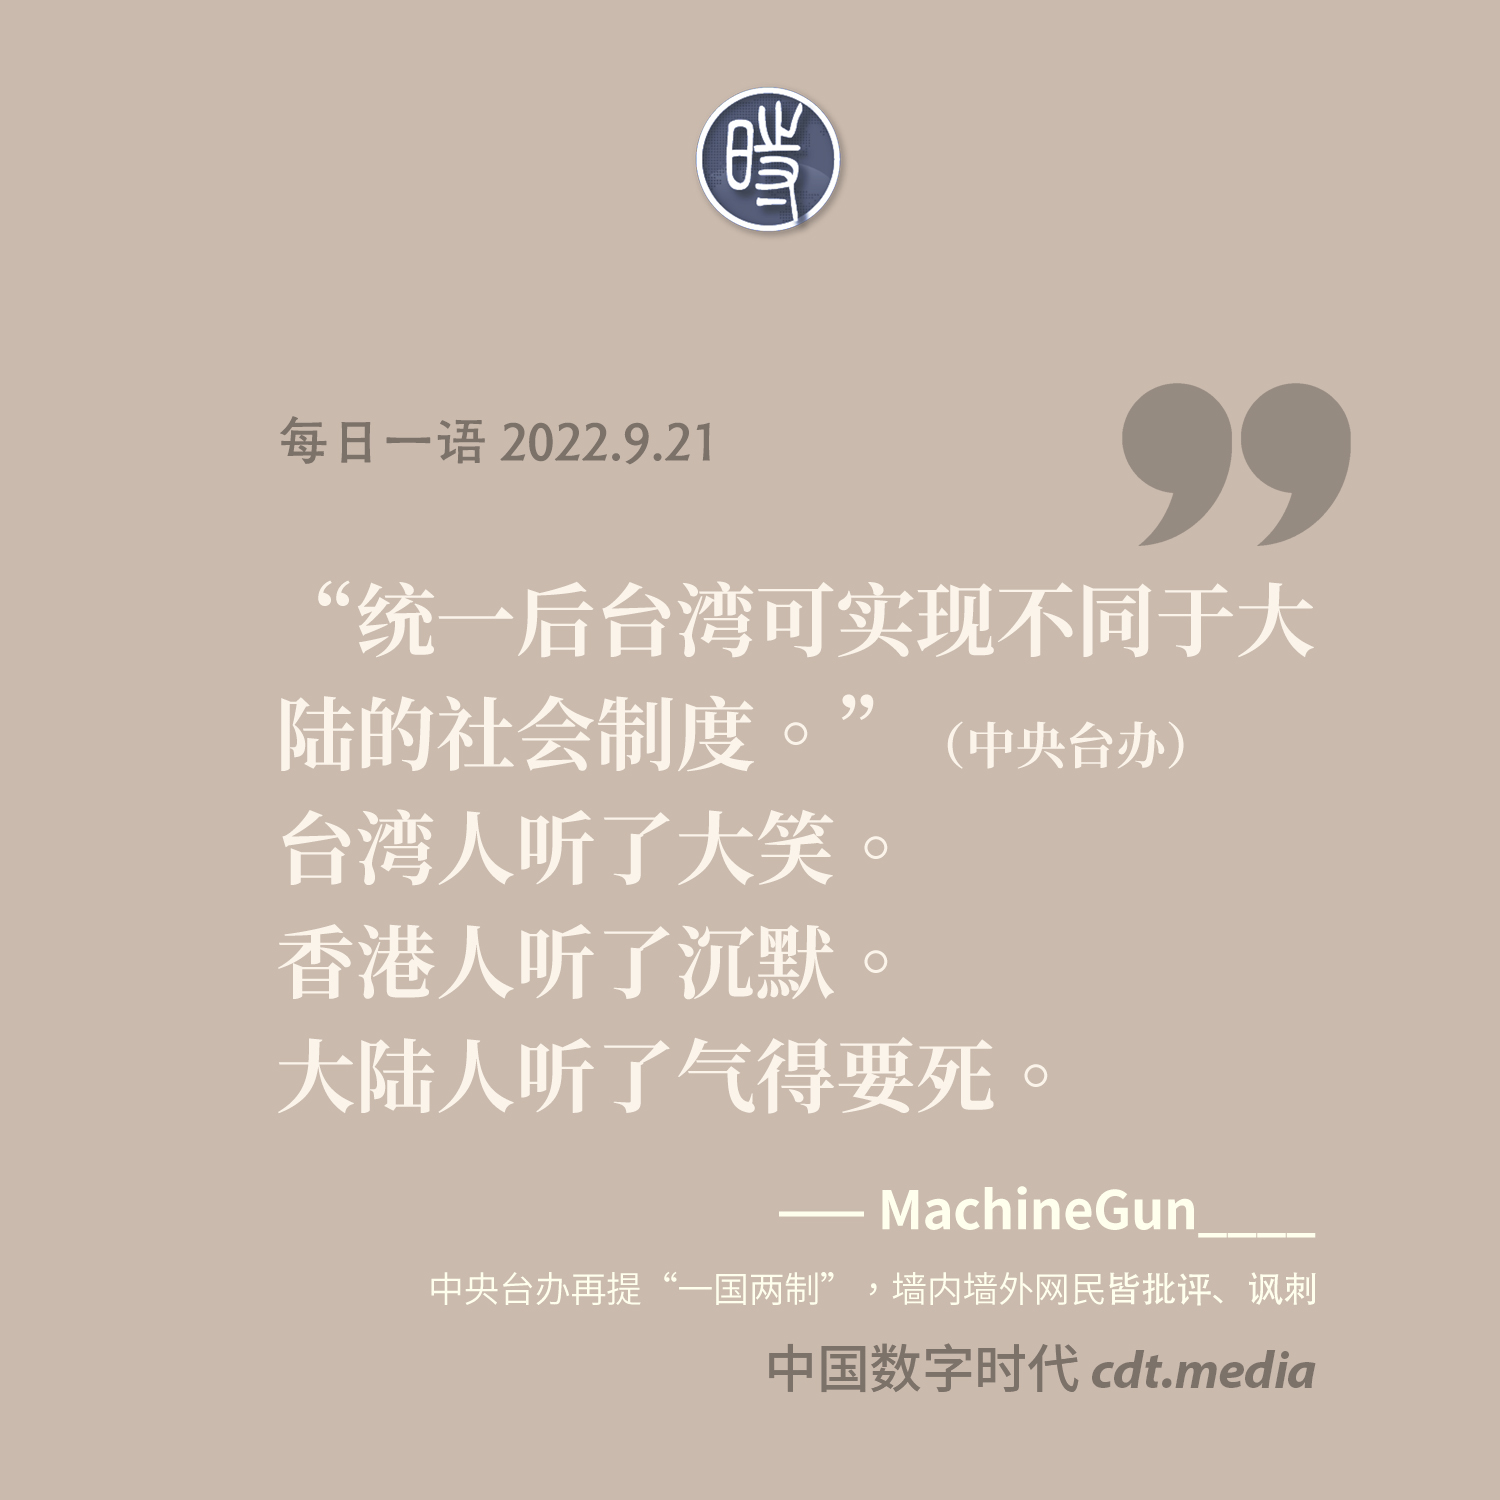 時
每日一语 2022.9.21
”
“统一后台湾可实现不同于大
陆的社会制度。”（中央台办）
台湾人听了大笑。
香港人听了沉默。
大陆人听了气得要死。
—— MachineGun____
中央台办再提“一国两制”，墙内墙外网民皆批评、讽刺
中国数字时代 cdt.media